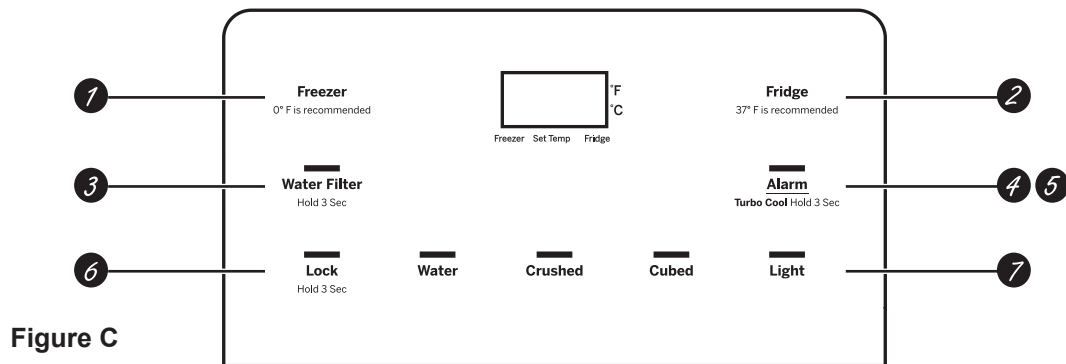 1
Freezer
0° F is recommended
°F
°C
Freezer Set Temp Fridge
Fridge
37° F is recommended
2
3
Water Filter
Hold 3 Sec
Alarm
Turbo Cool Hold 3 Sec
4 5
6
Lock
Hold 3 Sec
Water
Crushed
Cubed
Light
7
Figure C